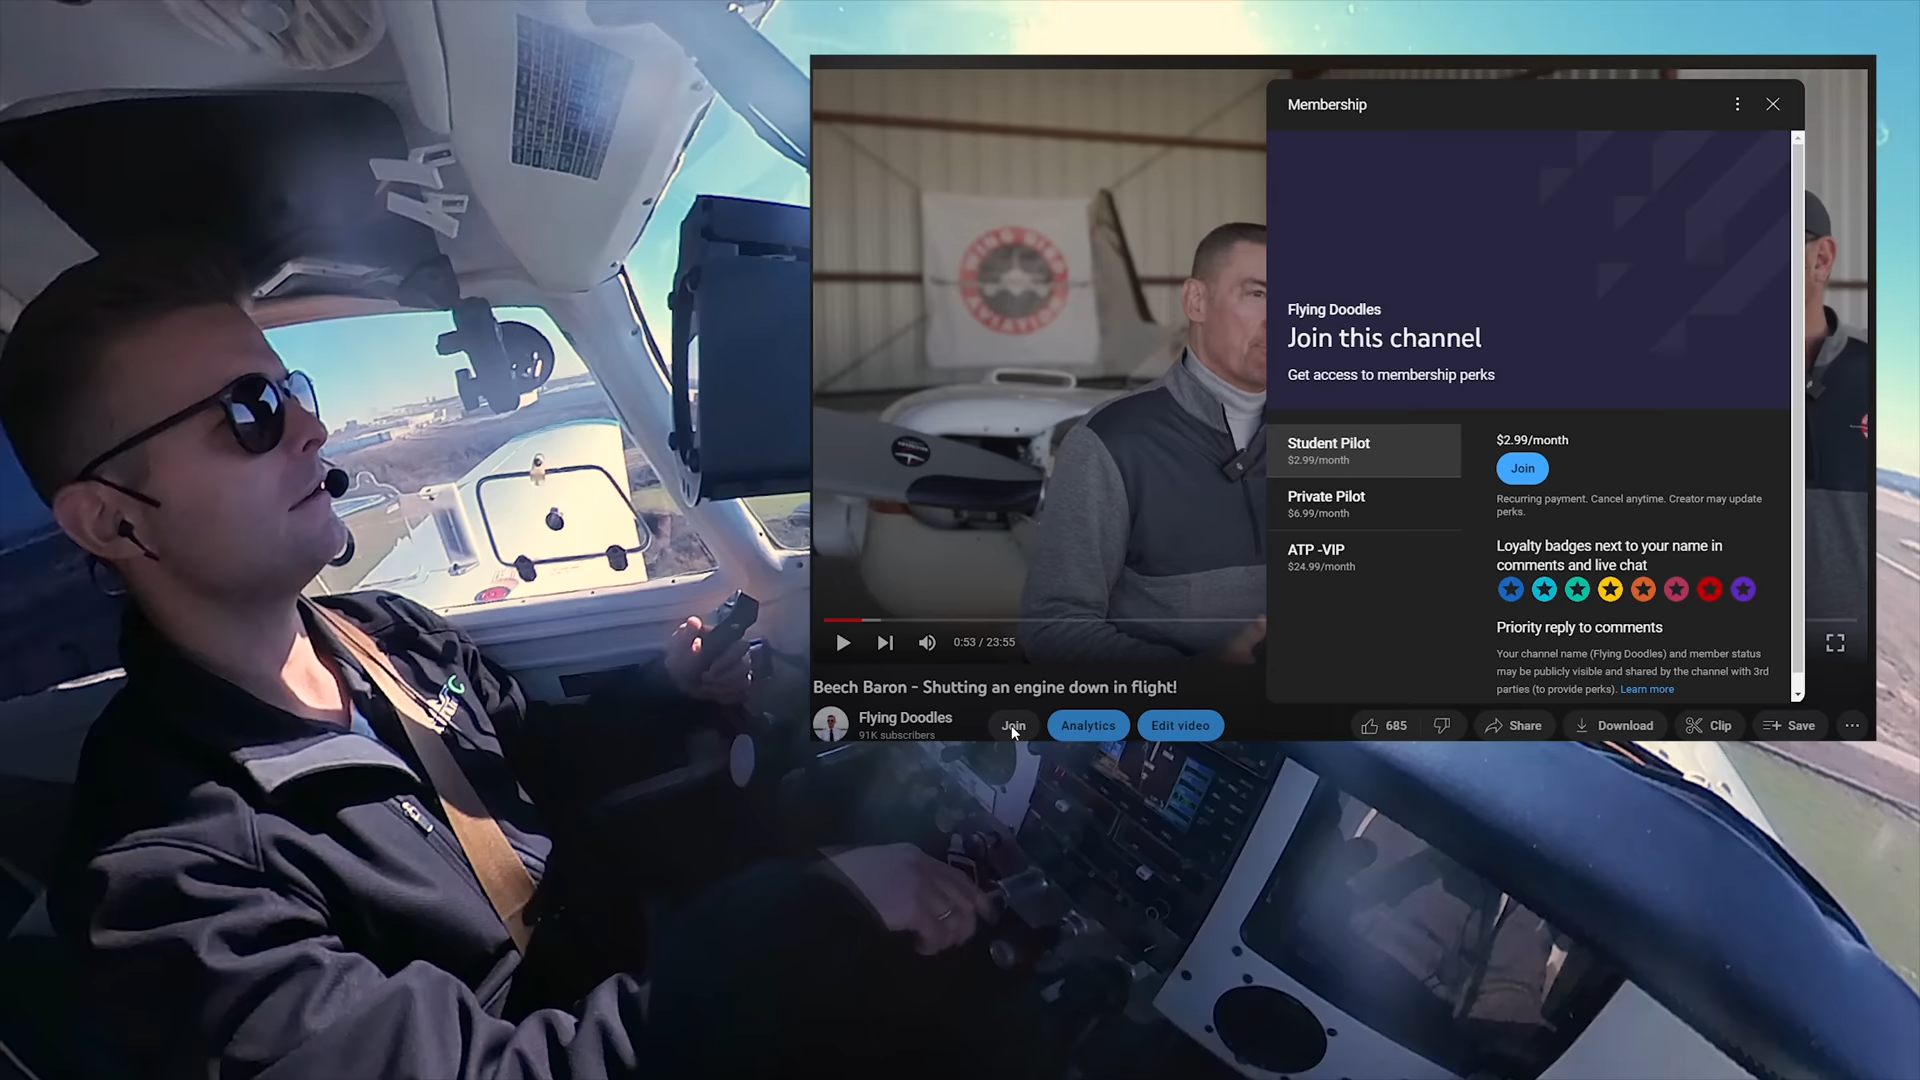 Membership
Flying Doodles
Join this channel
Get access to membership perks
Student Pilot
$2.99/month
Private Pilot
$6.99/month
ATP -VIP
$24.99/month
$2.99/month
Join
Recurring payment. Cancel anytime. Creator may update
perks.
Loyalty badges next to your name in
comments and live chat
Priority reply to comments
Your channel name (Flying Doodles) and member status
may be publicly visible and shared by the channel with 3rd
parties (to provide perks). Learn more
0:53 / 23:55
Beech Baron - Shutting an engine down in flight!
Flying Doodles
91K subscribers
Join
Analytics
Edit video
685
Share
Download
Clip
Save